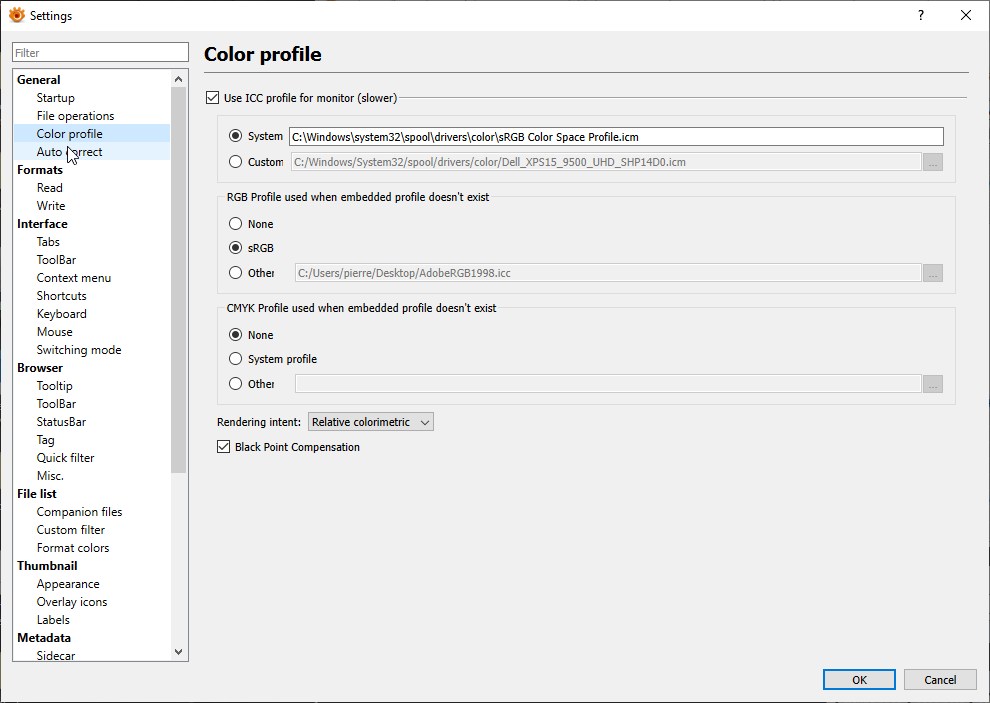 Settings
?
Filter
General
Startup
File operations
Color profile
Auto correct
Formats
Read
Write
Interface
Tabs
ToolBar
Context menu
Shortcuts
Keyboard
Mouse
Switching mode
Browser
Tooltip
ToolBar
StatusBar
Tag
Quick filter
Misc.
File list
Companion files
Custom filter
Format colors
Thumbnail
Appearance
Overlay icons
Labels
Metadata
Sidecar
Color profile
Use ICC profile for monitor (slower)
System C:\Windows\system32\spool\drivers\color\sRGB Color Space Profile.icm
Custom C:/Windows/System32/spool/drivers/color/Dell_XPS15_9500_UHD_SHP14D0.icm ...
RGB Profile used when embedded profile doesn't exist
None
sRGB
Other C:/Users/pierre/Desktop/AdobeRGB1998.icc ...
CMYK Profile used when embedded profile doesn't exist
None
System profile
Other ...
Rendering intent: Relative colorimetric
Black Point Compensation
OK Cancel